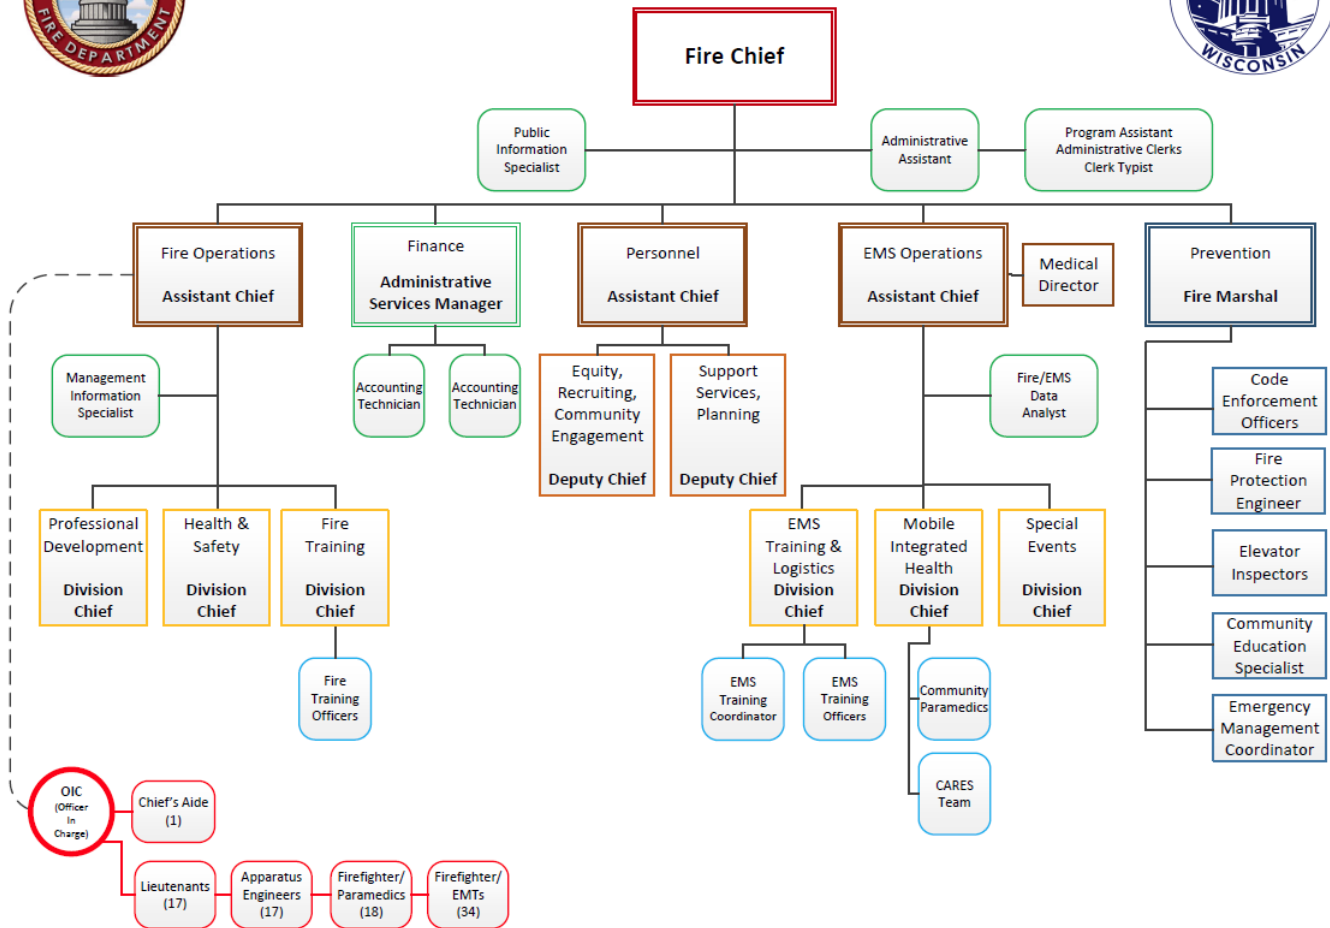 FIRE DEPARTMENT
WISCONSIN
Fire Chief
Public
Information
Specialist
Administrative
Assistant
Program Assistant
Administrative Clerks
Clerk Typist
Fire Operations
Assistant Chief
Finance
Administrative
Services Manager
Personnel
Assistant Chief
EMS Operations
Assistant Chief
Medical
Director
Prevention
Fire Marshal
Management
Information
Specialist
Accounting
Technician
Accounting
Technician
Equity,
Recruiting,
Community
Engagement
Deputy Chief
Support
Services,
Planning
Deputy Chief
Fire/EMS
Data
Analyst
Code
Enforcement
Officers
Fire
Protection
Engineer
Elevator
Inspectors
Community
Education
Specialist
Emergency
Management
Coordinator
Professional
Development
Division
Chief
Health &
Safety
Division
Chief
Fire
Training
Division
Chief
EMS
Training &
Logistics
Division
Chief
Mobile
Integrated
Health
Division
Chief
Special
Events
Division
Chief
Fire
Training
Officers
EMS
Training
Coordinator
EMS
Training
Officers
Community
Paramedics
CARES
Team
OIC
(Officer
In
Charge)
Chief's Aide
(1)
Lieutenants
(17)
Apparatus
Engineers
(17)
Firefighter/
Paramedics
(18)
Firefighter/
EMTs
(34)